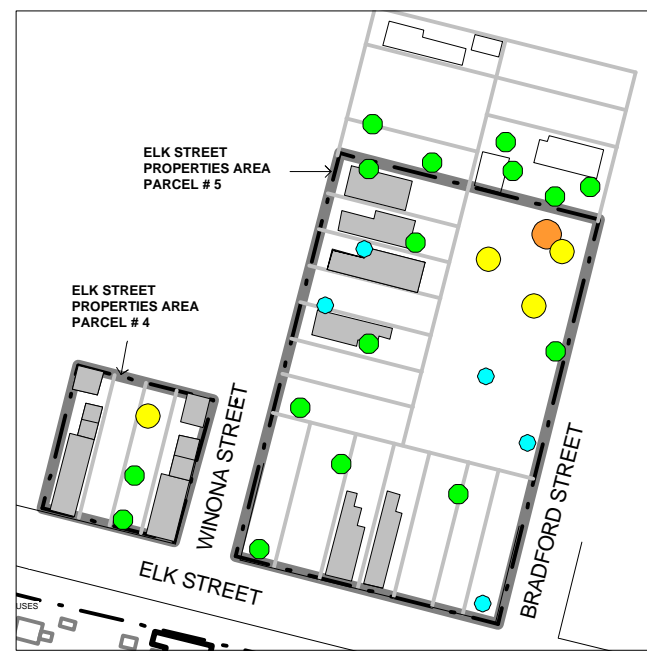 ELK STREET
PROPERTIES AREA
PARCEL # 5
ELK STREET
PROPERTIES AREA
PARCEL # 4
WINONA STREET
BRADFORD STREET
ELK STREET
USES